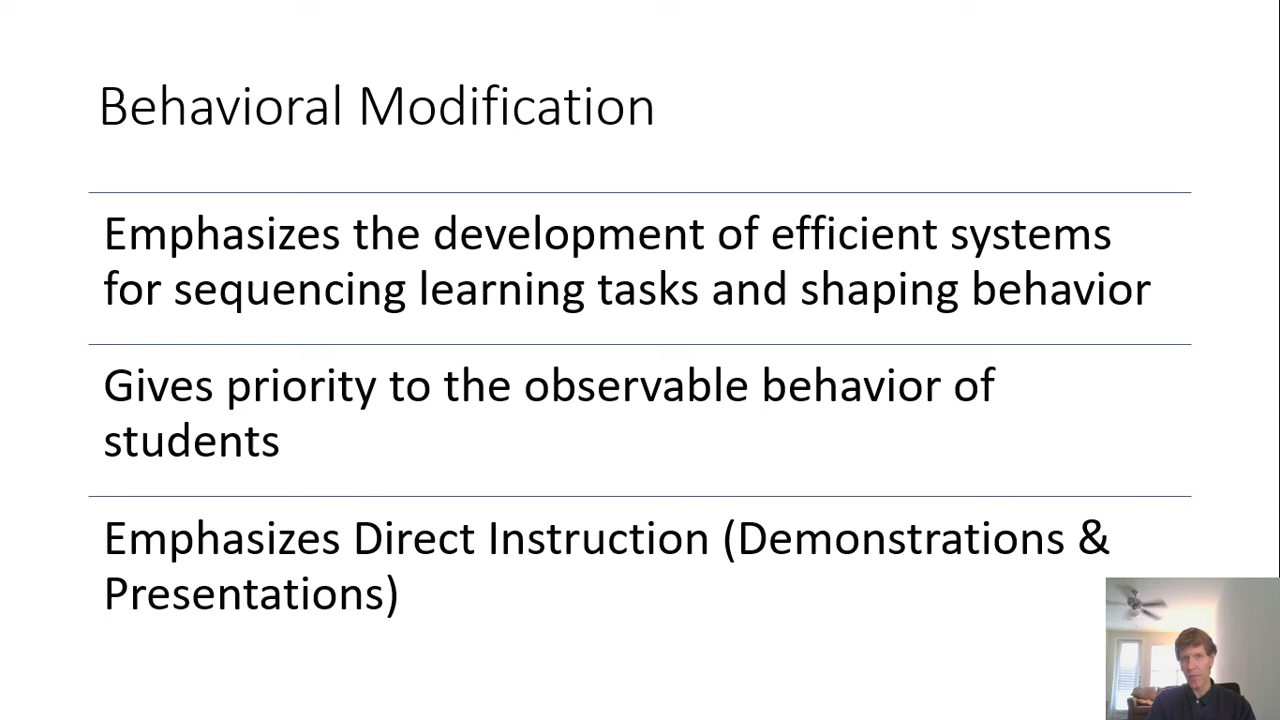 Behavioral Modification
Emphasizes the development of efficient systems
for sequencing learning tasks and shaping behavior
Gives priority to the observable behavior of
students
Emphasizes Direct Instruction (Demonstrations &
Presentations)